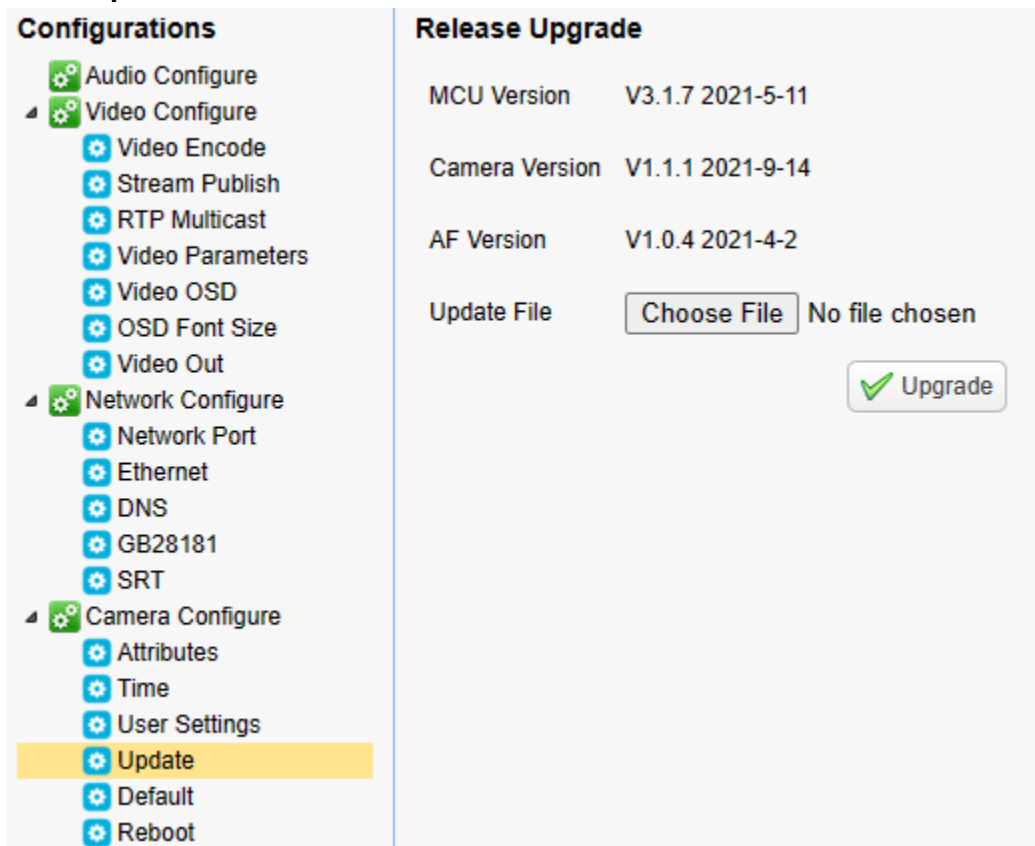 Configurations
Audio Configure
Video Configure
Video Encode
Stream Publish
RTP Multicast
Video Parameters
Video OSD
OSD Font Size
Video Out
Network Configure
Network Port
Ethernet
DNS
GB28181
SRT
Camera Configure
Attributes
Time
User Settings
Update
Default
Reboot
Release Upgrade
MCU Version V3.1.7 2021-5-11
Camera Version V1.1.1 2021-9-14
AF Version V1.0.4 2021-4-2
Update File Choose File No file chosen
Upgrade